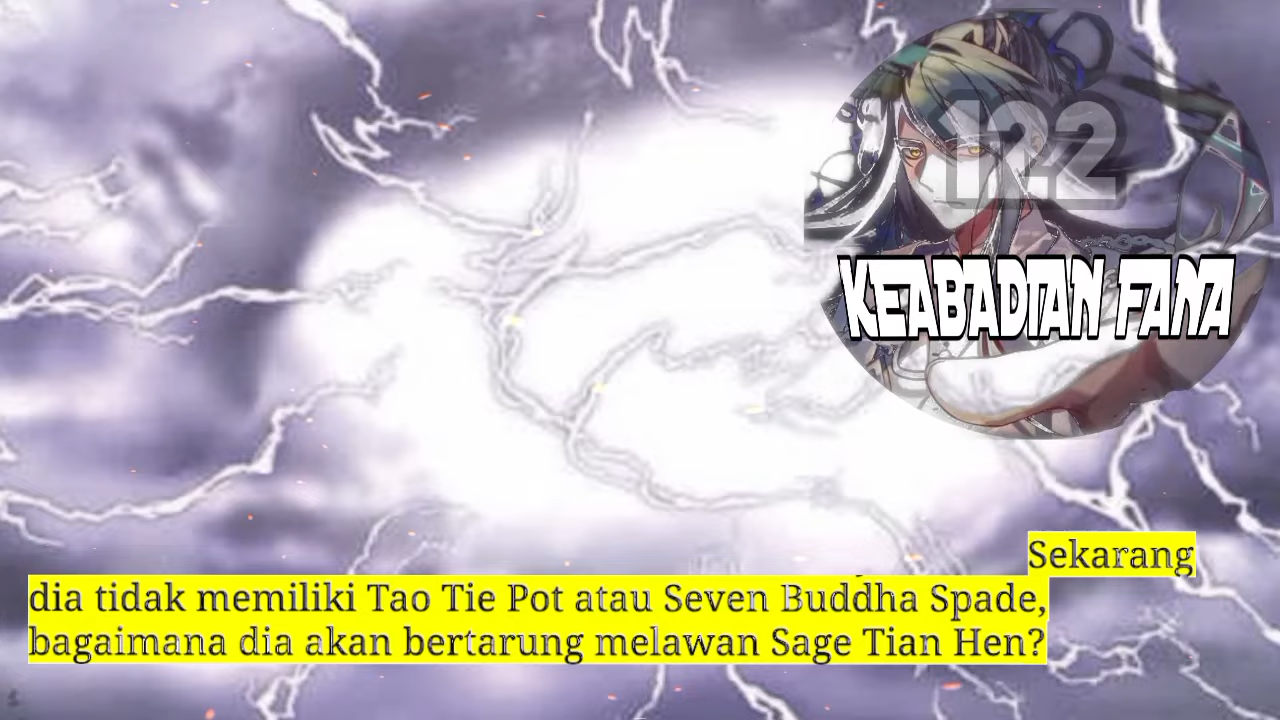 122
KEABADIAN FANA
Sekarang
dia tidak memiliki Tao Tie Pot atau Seven Buddha Spade,
bagaimana dia akan bertarung melawan Sage Tian Hen?